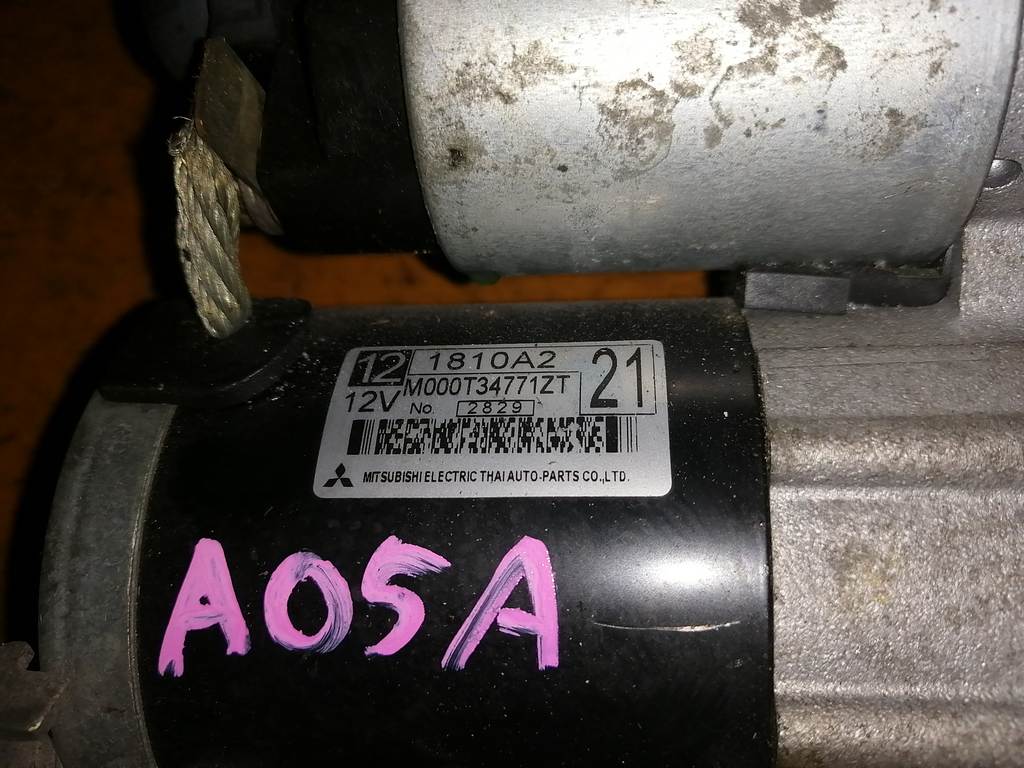 12 1810A2 21
12V M000T34771ZT
No. 2829
MITSUBISHI ELECTRIC THAI AUTO-PARTS CO.,LTD.
A05A